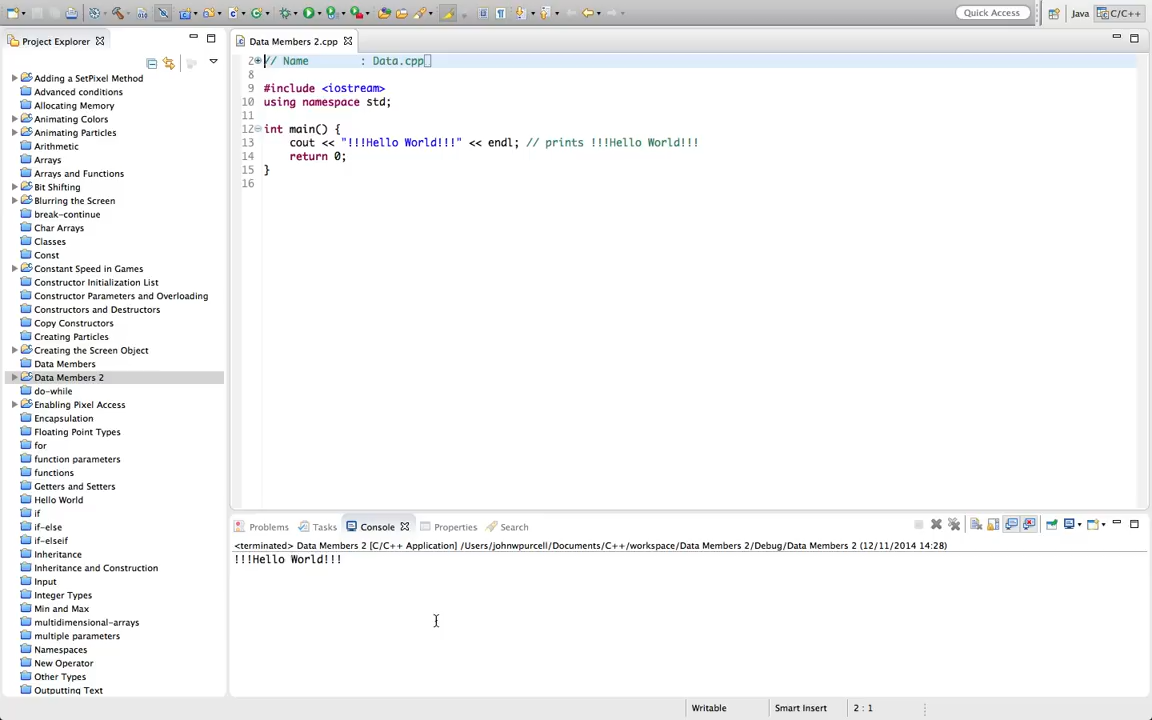 Quick Access
Java
C/C++
Project Explorer
Adding a SetPixel Method
Advanced conditions
Allocating Memory
Animating Colors
Animating Particles
Arithmetic
Arrays
Arrays and Functions
Bit Shifting
Blurring the Screen
break-continue
Char Arrays
Classes
Const
Constant Speed in Games
Constructor Initialization List
Constructor Parameters and Overloading
Constructors and Destructors
Copy Constructors
Creating Particles
Creating the Screen Object
Data Members
Data Members 2
do-while
Enabling Pixel Access
Encapsulation
Floating Point Types
for
function parameters
functions
Getters and Setters
Hello World
if
if-else
if-elseif
Inheritance
Inheritance and Construction
Input
Integer Types
Min and Max
multidimensional-arrays
multiple parameters
Namespaces
New Operator
Other Types
Outputting Text
Data Members 2.cpp
2 // Name : Data.cpp
8
9 #include <iostream>
10 using namespace std;
11
12 int main() {
13 cout << "!!!Hello World!!!" << endl; // prints !!!Hello World!!!
14 return 0;
15 }
16
Problems Tasks Console Properties Search
<terminated> Data Members 2 [C/C++ Application] /Users/johnwpurcell/Documents/C++/workspace/Data Members 2/Debug/Data Members 2 (12/11/2014 14:28)
!!!Hello World!!!
Writable Smart Insert 2 : 1